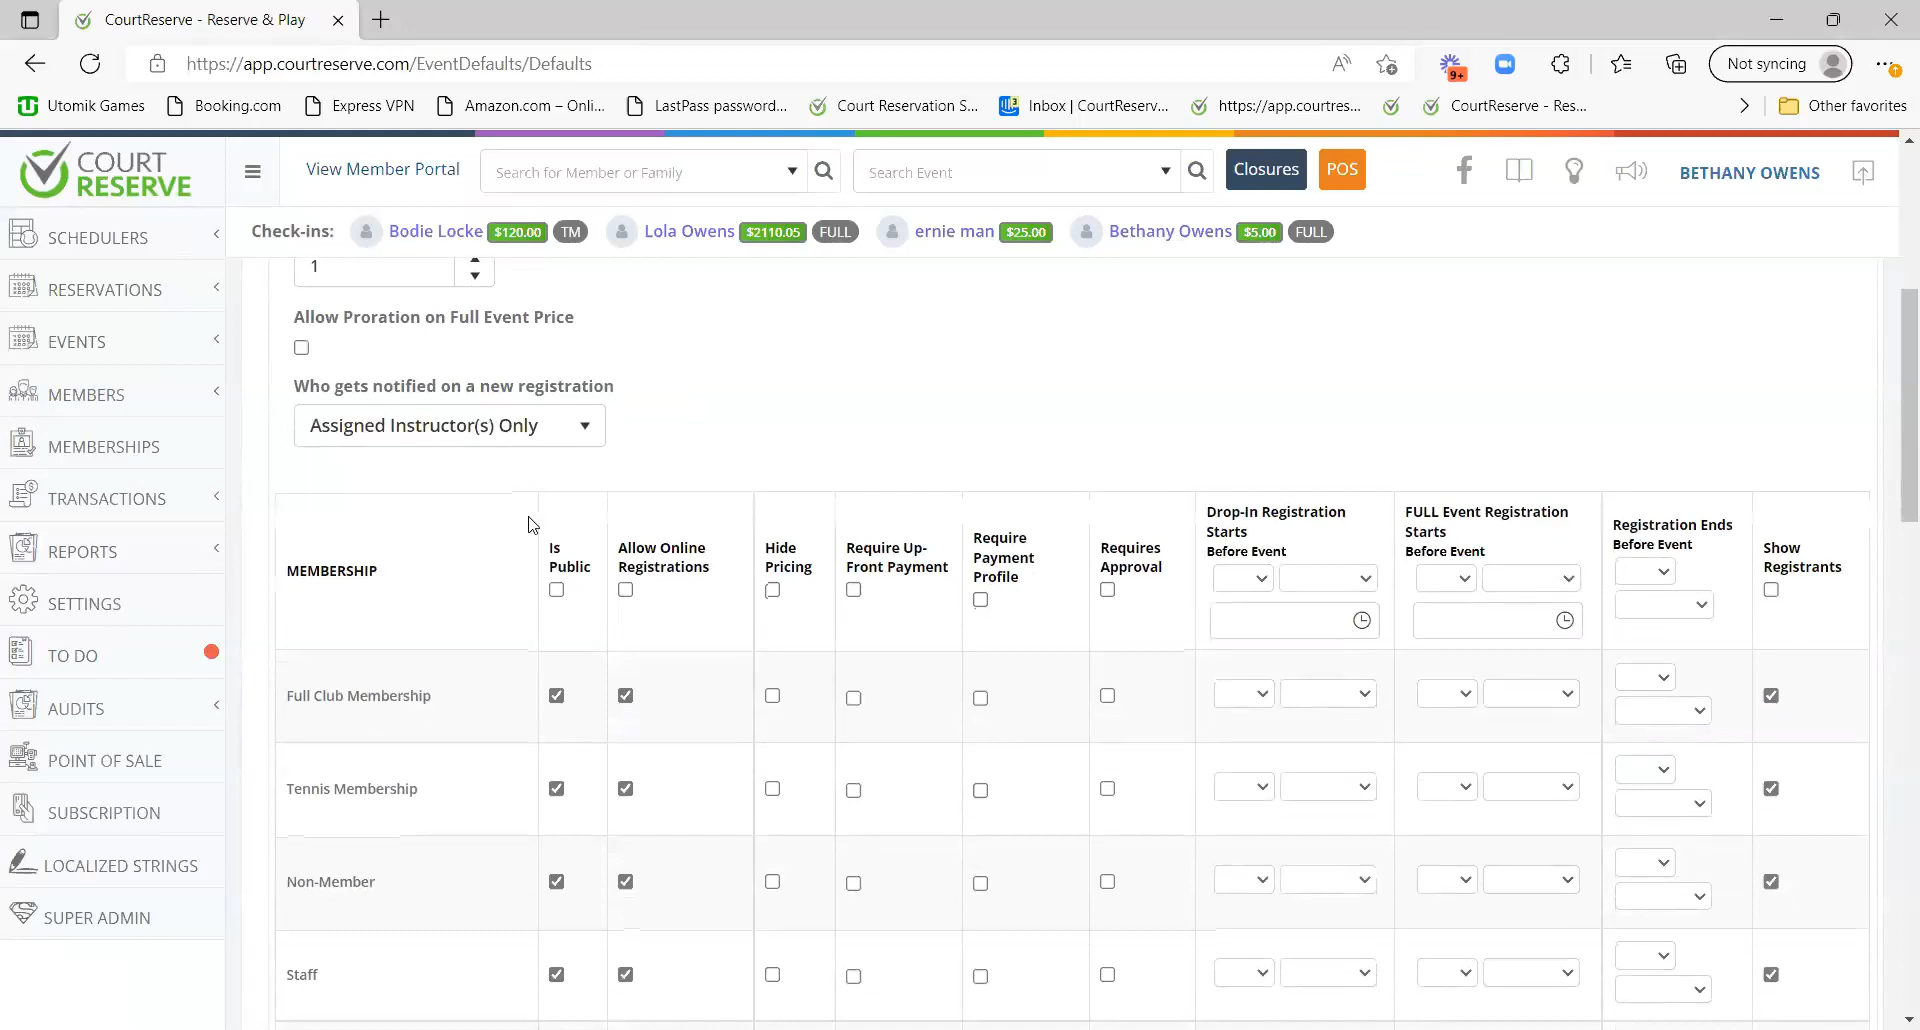 CourtReserve - Reserve & Play
https://app.courtreserve.com/EventDefaults/Defaults
9+
Not syncing
Utomik Games
Booking.com
Express VPN
Amazon.com – Onli...
LastPass password...
Court Reservation S...
3
Inbox | CourtReserv...
https://app.courtres...
CourtReserve - Res...
Other favorites
COURT
RESERVE
View Member Portal
Search for Member or Family
Search Event
Closures
POS
BETHANY OWENS
Check-ins:
Bodie Locke $120.00 TM
Lola Owens $2110.05 FULL
ernie man $25.00
Bethany Owens $5.00 FULL
SCHEDULERS
RESERVATIONS
EVENTS
MEMBERS
MEMBERSHIPS
TRANSACTIONS
REPORTS
SETTINGS
TO DO
AUDITS
POINT OF SALE
SUBSCRIPTION
LOCALIZED STRINGS
SUPER ADMIN
1
Allow Proration on Full Event Price
Who gets notified on a new registration
Assigned Instructor(s) Only
MEMBERSHIP
Is
Public
Allow Online
Registrations
Hide
Pricing
Require Up-
Front Payment
Require
Payment
Profile
Requires
Approval
Drop-In Registration
Starts
Before Event
FULL Event Registration
Starts
Before Event
Registration Ends
Before Event
Show
Registrants
Full Club Membership
Tennis Membership
Non-Member
Staff